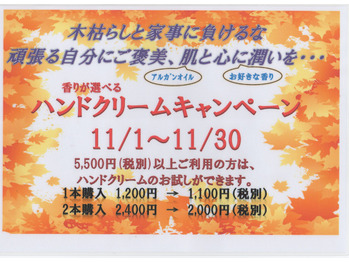 木枯らしと家事に負けるな
頑張る自分にご褒美、肌と心に潤いを・・・
アルガンオイル
お好きな香り
香りが選べる
ハンドクリームキャンペーン
11/1～11/30
5,500円(税別)以上ご利用の方は、
ハンドクリームのお試しができます。
1本購入 1,200円 → 1,100円(税別)
2本購入 2,400円 → 2,000円(税別)